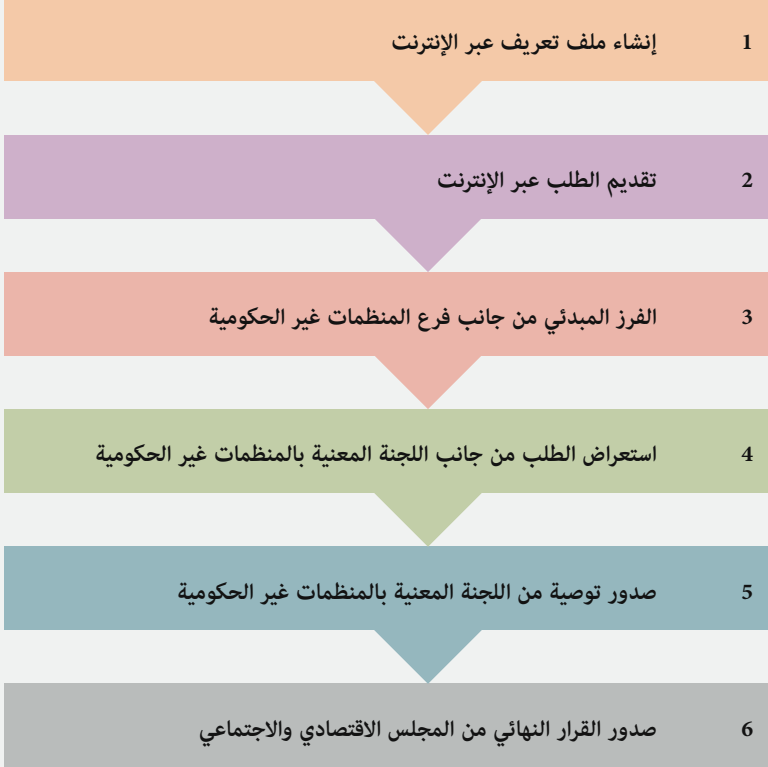 1 إنشاء ملف تعريف عبر الإنترنت
2 تقديم الطلب عبر الإنترنت
3 الفرز المبدئي من جانب فرع المنظمات غير الحكومية
4 استعراض الطلب من جانب اللجنة المعنية بالمنظمات غير الحكومية
5 صدور توصية من اللجنة المعنية بالمنظمات غير الحكومية
6 صدور القرار النهائي من المجلس الاقتصادي والاجتماعي